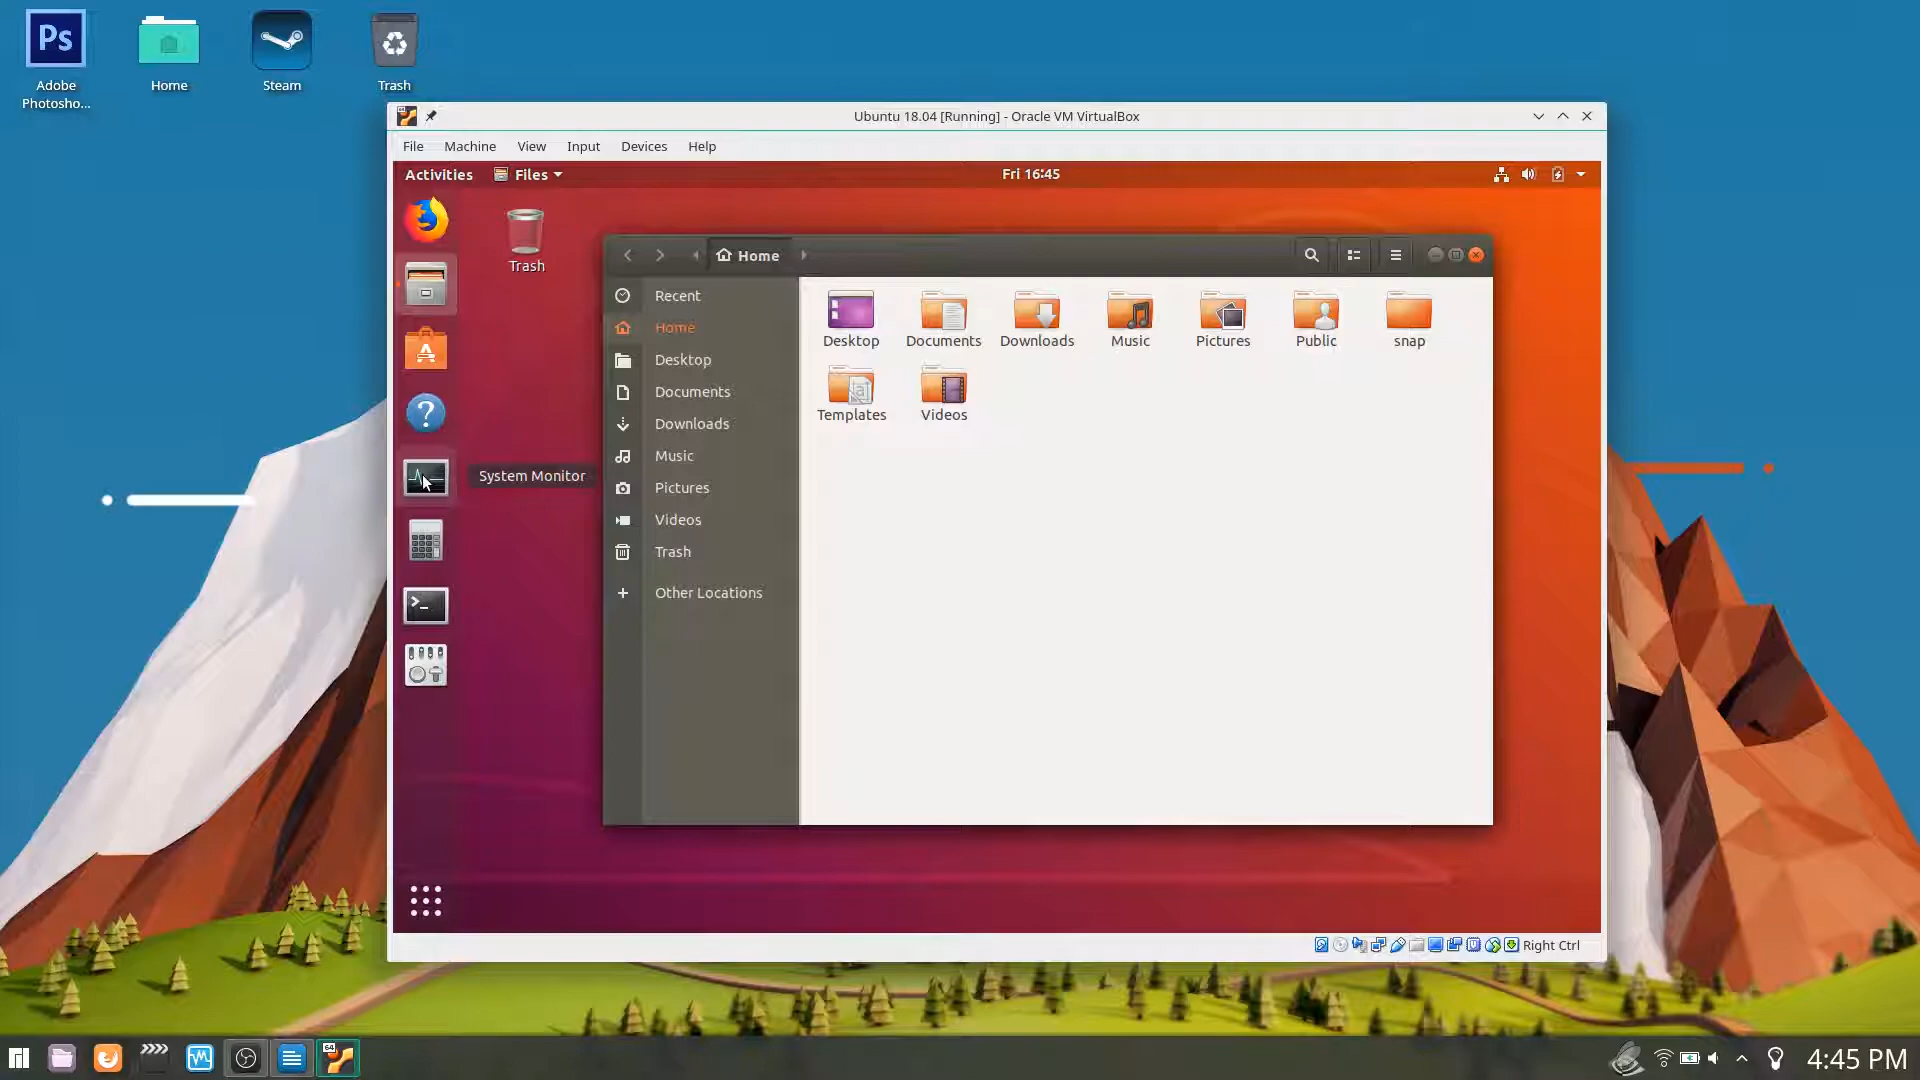 Ps
Adobe
Photosho...
Home
Steam
Trash
Ubuntu 18.04 [Running] - Oracle VM VirtualBox
File Machine View Input Devices Help
Activities Files Fri 16:45
Trash
Home
Recent
Home
Desktop
Documents
Downloads
Music
Pictures
Videos
Trash
+ Other Locations
Desktop Documents Downloads Music Pictures Public snap
Templates Videos
System Monitor
Right Ctrl
64
4:45 PM